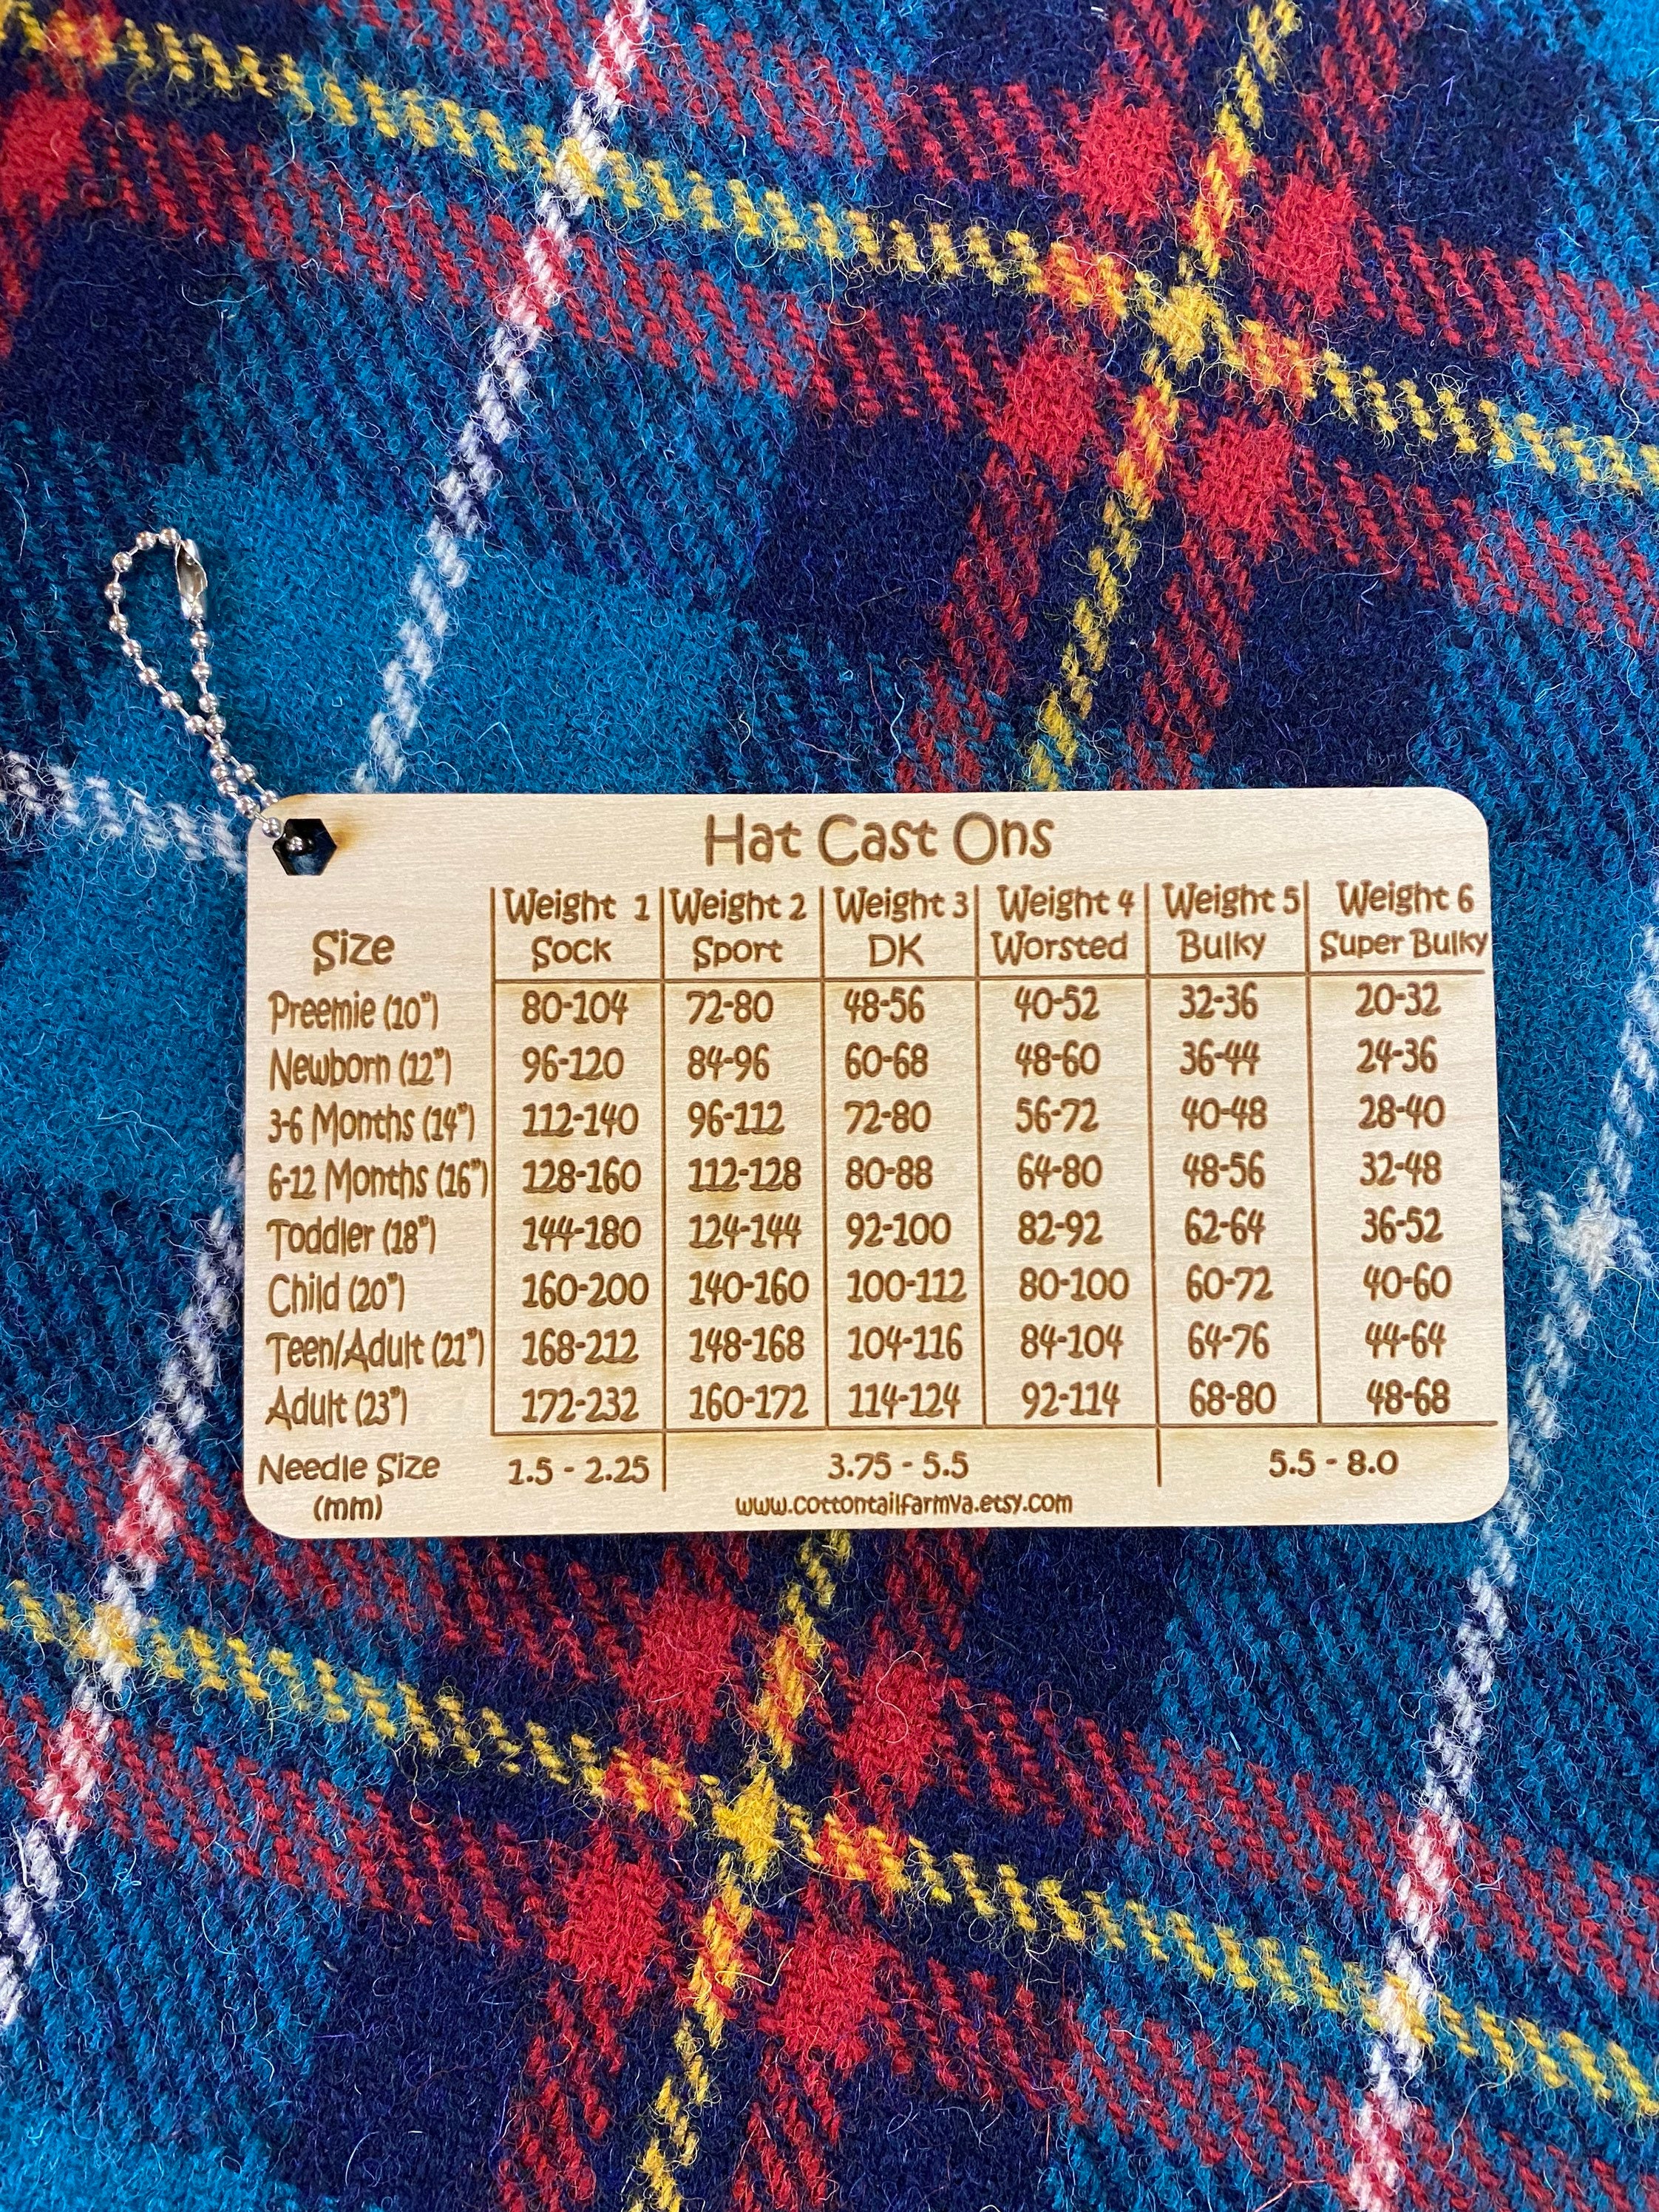 Hat Cast Ons
Weight 1 Weight 2 Weight 3 Weight 4 Weight 5 Weight 6
Size Sock Sport DK Worsted Bulky Super Bulky
Preemie (10") 80-104 72-80 48-56 40-52 32-36 20-32
Newborn (12") 96-120 84-96 60-68 48-60 36-44 24-36
3-6 Months (14") 112-140 96-112 72-80 56-72 40-48 28-40
6-12 Months (16") 128-160 112-128 80-88 64-80 48-56 32-48
Toddler (18") 144-180 124-144 92-100 82-92 62-64 36-52
Child (20") 160-200 140-160 100-112 80-100 60-72 40-60
Teen/Adult (21") 168-212 148-168 104-116 84-104 64-76 44-64
Adult (23") 172-232 160-172 114-124 92-114 68-80 48-68
Needle Size 1.5 - 2.25 3.75 - 5.5 5.5 - 8.0
(mm) www.cottontailfarmva.etsy.com